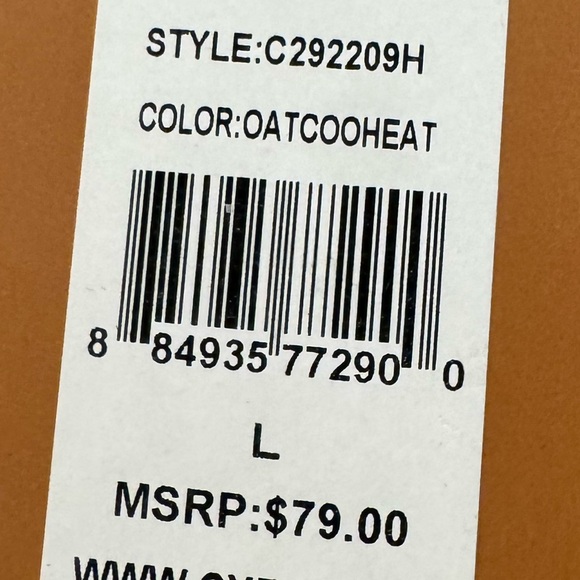 STYLE:C292209H
COLOR:OATCOOHEAT
8 84935 77290 0
L
MSRP:$79.00